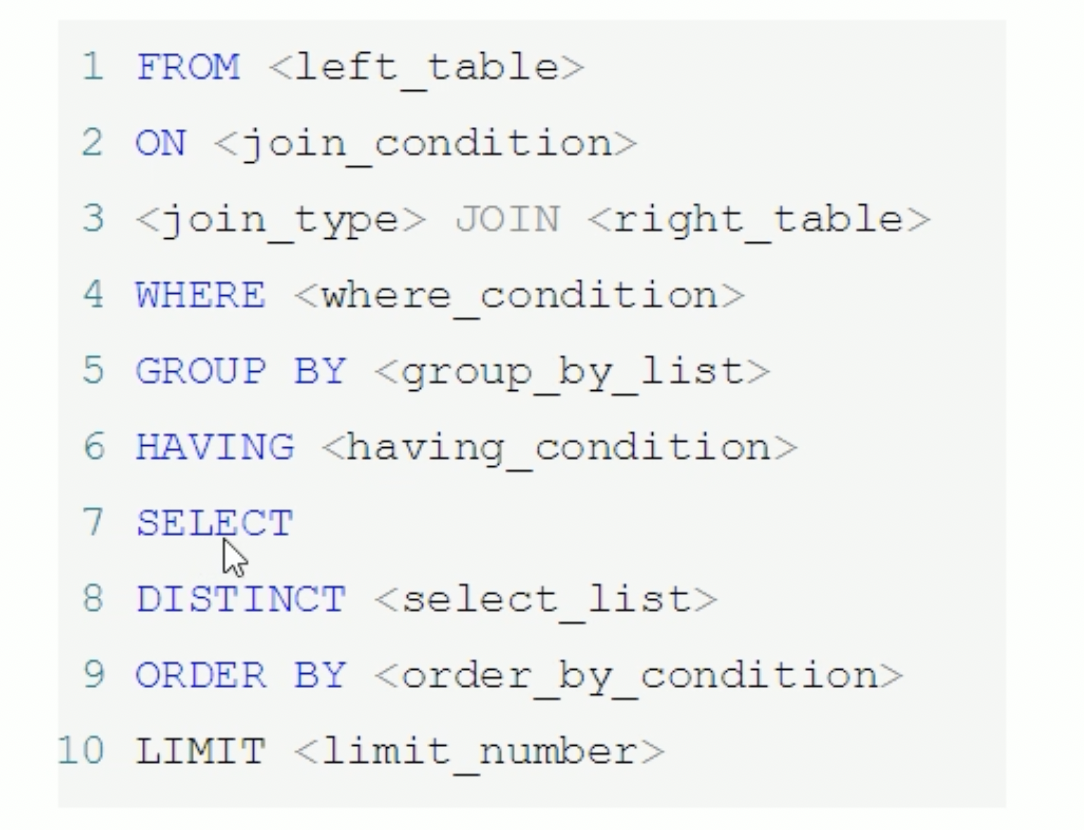 1 FROM <left_table>
2 ON <join_condition>
3 <join_type> JOIN <right_table>
4 WHERE <where_condition>
5 GROUP BY <group_by_list>
6 HAVING <having_condition>
7 SELECT
8 DISTINCT <select_list>
9 ORDER BY <order_by_condition>
10 LIMIT <limit_number>